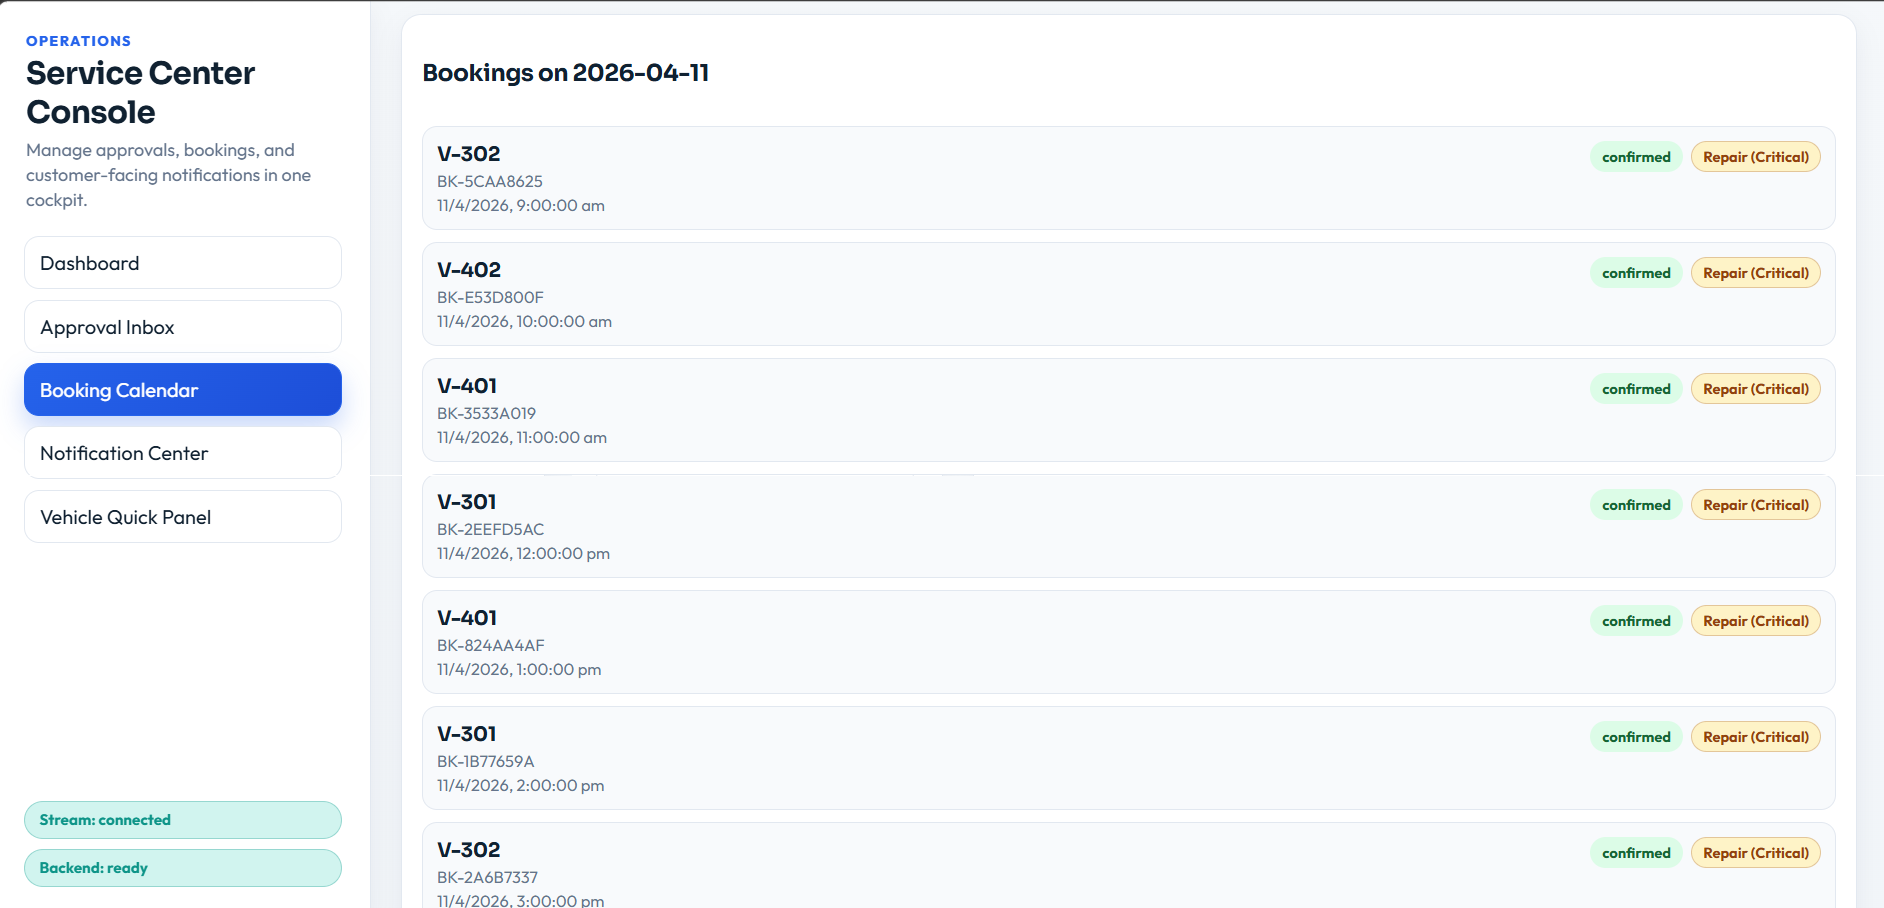 OPERATIONS
Service Center
Console
Manage approvals, bookings, and
customer-facing notifications in one
cockpit.
Dashboard
Approval Inbox
Booking Calendar
Notification Center
Vehicle Quick Panel
Stream: connected
Backend: ready
Bookings on 2026-04-11
V-302
confirmed Repair (Critical)
BK-5CAA8625
11/4/2026, 9:00:00 am
V-402
confirmed Repair (Critical)
BK-E53D800F
11/4/2026, 10:00:00 am
V-401
confirmed Repair (Critical)
BK-3533A019
11/4/2026, 11:00:00 am
V-301
confirmed Repair (Critical)
BK-2EEFD5AC
11/4/2026, 12:00:00 pm
V-401
confirmed Repair (Critical)
BK-824AA4AF
11/4/2026, 1:00:00 pm
V-301
confirmed Repair (Critical)
BK-1B77659A
11/4/2026, 2:00:00 pm
V-302
confirmed Repair (Critical)
BK-2A6B7337
11/4/2026, 3:00:00 pm